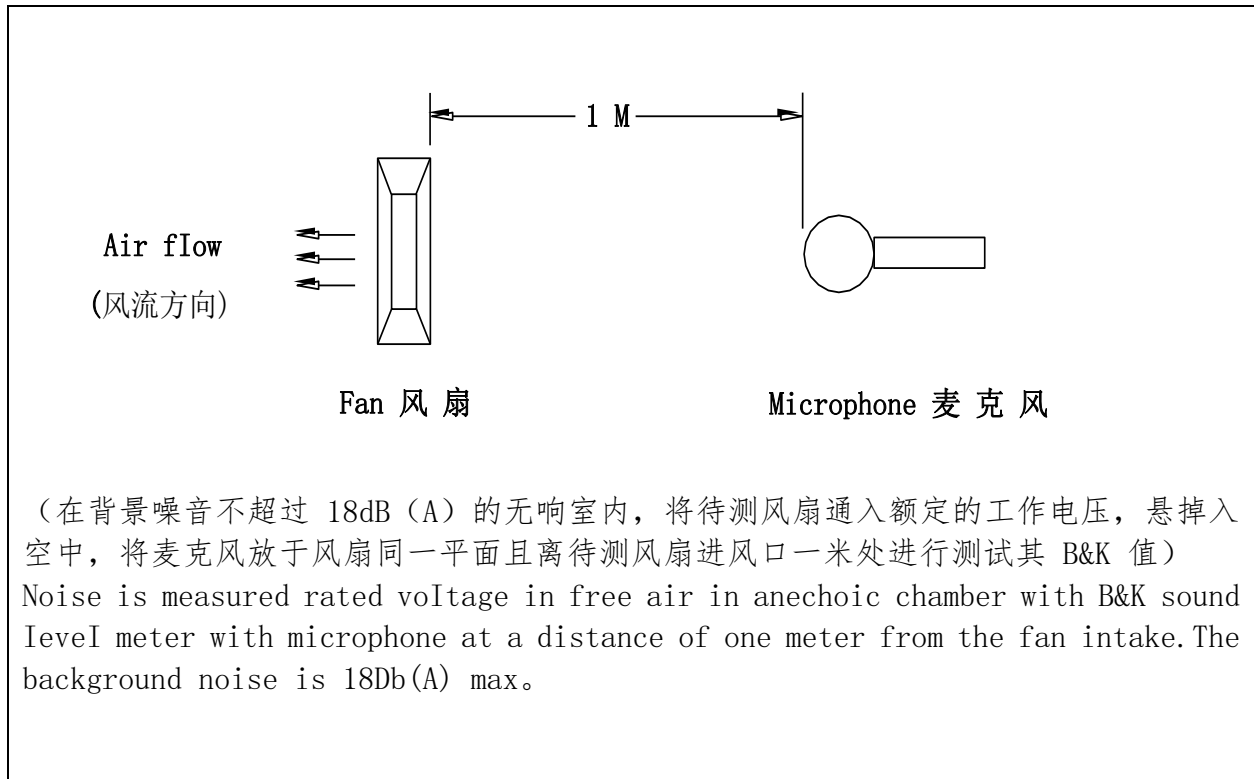 1 M
Air fIow
(风流方向)
Fan 风 扇
Microphone 麦 克 风
（在背景噪音不超过 18dB（A）的无响室内，将待测风扇通入额定的工作电压，悬掉入
空中，将麦克风放于风扇同一平面且离待测风扇进风口一米处进行测试其 B&K 值）
Noise is measured rated voItage in free air in anechoic chamber with B&K sound
IeveI meter with microphone at a distance of one meter from the fan intake.The
background noise is 18Db(A) max。